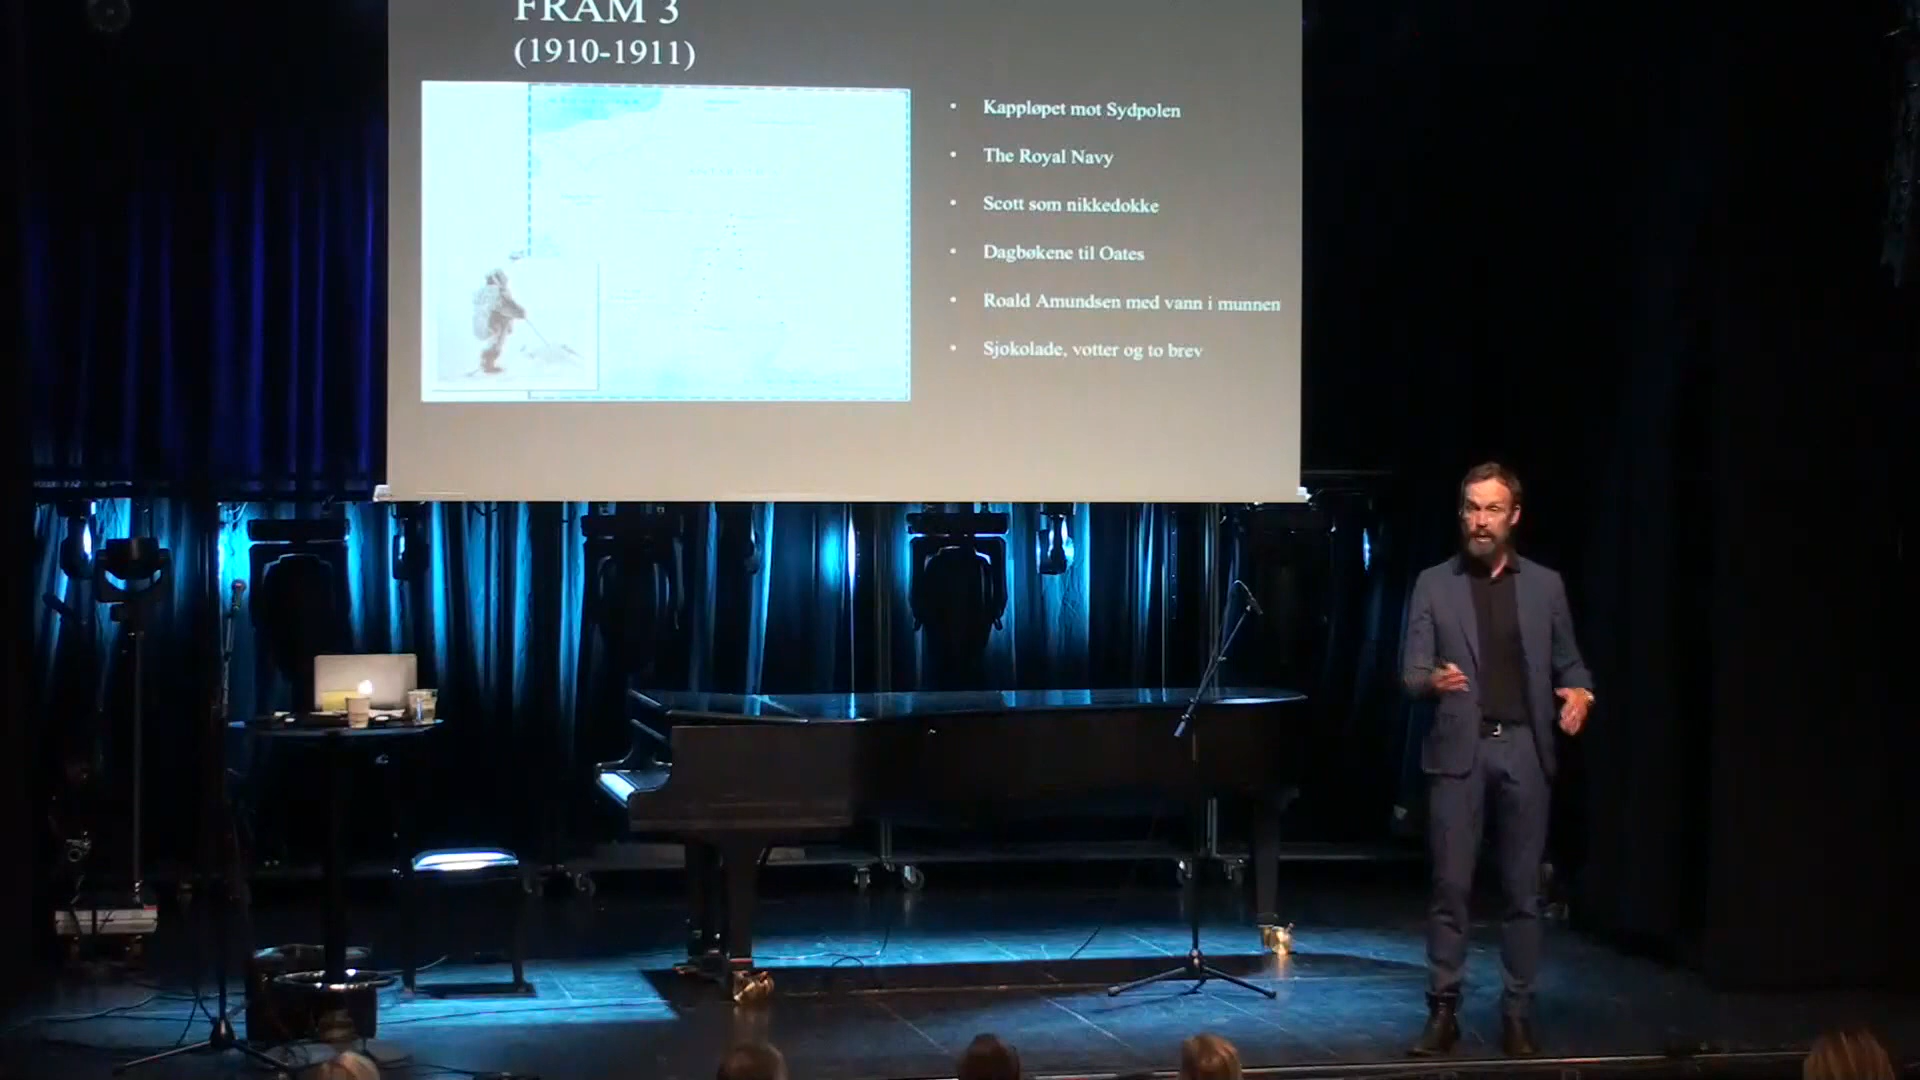 FRAM 3
(1910-1911)
• Kappløpet mot Sydpolen
• The Royal Navy
• Scott som nikkedokke
• Dagbøkene til Oates
• Roald Amundsen med vann i munnen
• Sjokolade, votter og to brev